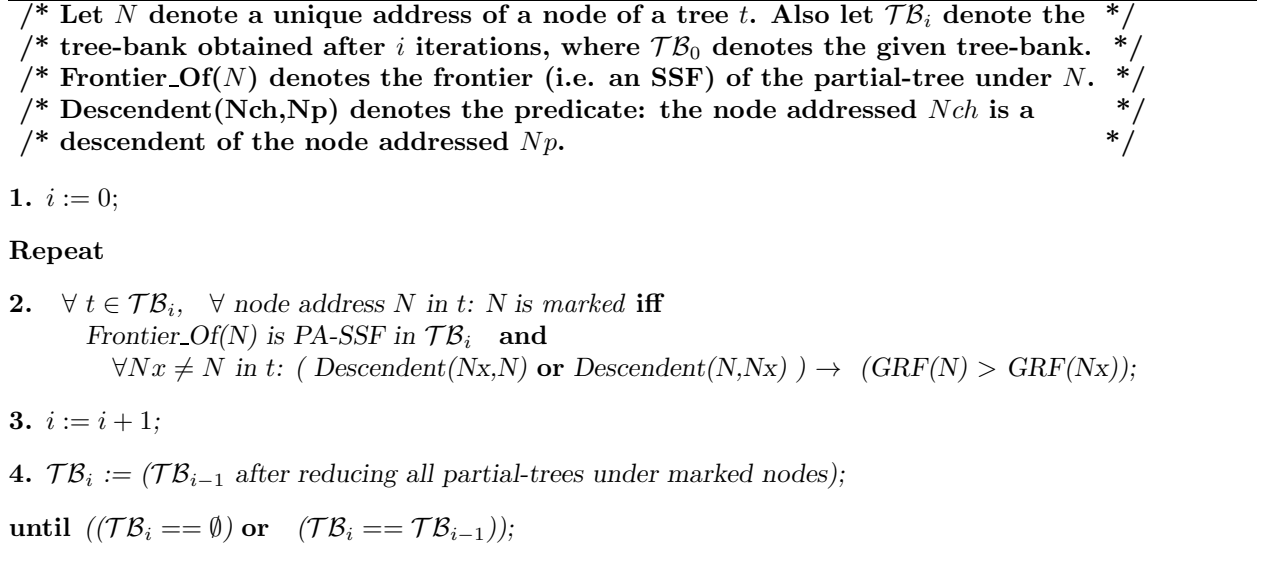 /* Let N denote a unique address of a node of a tree t. Also let 𝒯ℬ_i denote the */
/* tree-bank obtained after i iterations, where 𝒯ℬ_0 denotes the given tree-bank. */
/* Frontier_Of(N) denotes the frontier (i.e. an SSF) of the partial-tree under N. */
/* Descendent(Nch,Np) denotes the predicate: the node addressed Nch is a */
/* descendent of the node addressed Np. */
1. i := 0;
Repeat
2. ∀ t ∈ 𝒯ℬ_i, ∀ node address N in t: N is marked iff
Frontier_Of(N) is PA-SSF in 𝒯ℬ_i and
∀Nx ≠ N in t: ( Descendent(Nx,N) or Descendent(N,Nx) ) → (GRF(N) > GRF(Nx));
3. i := i + 1;
4. 𝒯ℬ_i := (𝒯ℬ_{i−1} after reducing all partial-trees under marked nodes);
until ((𝒯ℬ_i == ∅) or (𝒯ℬ_i == 𝒯ℬ_{i−1}));